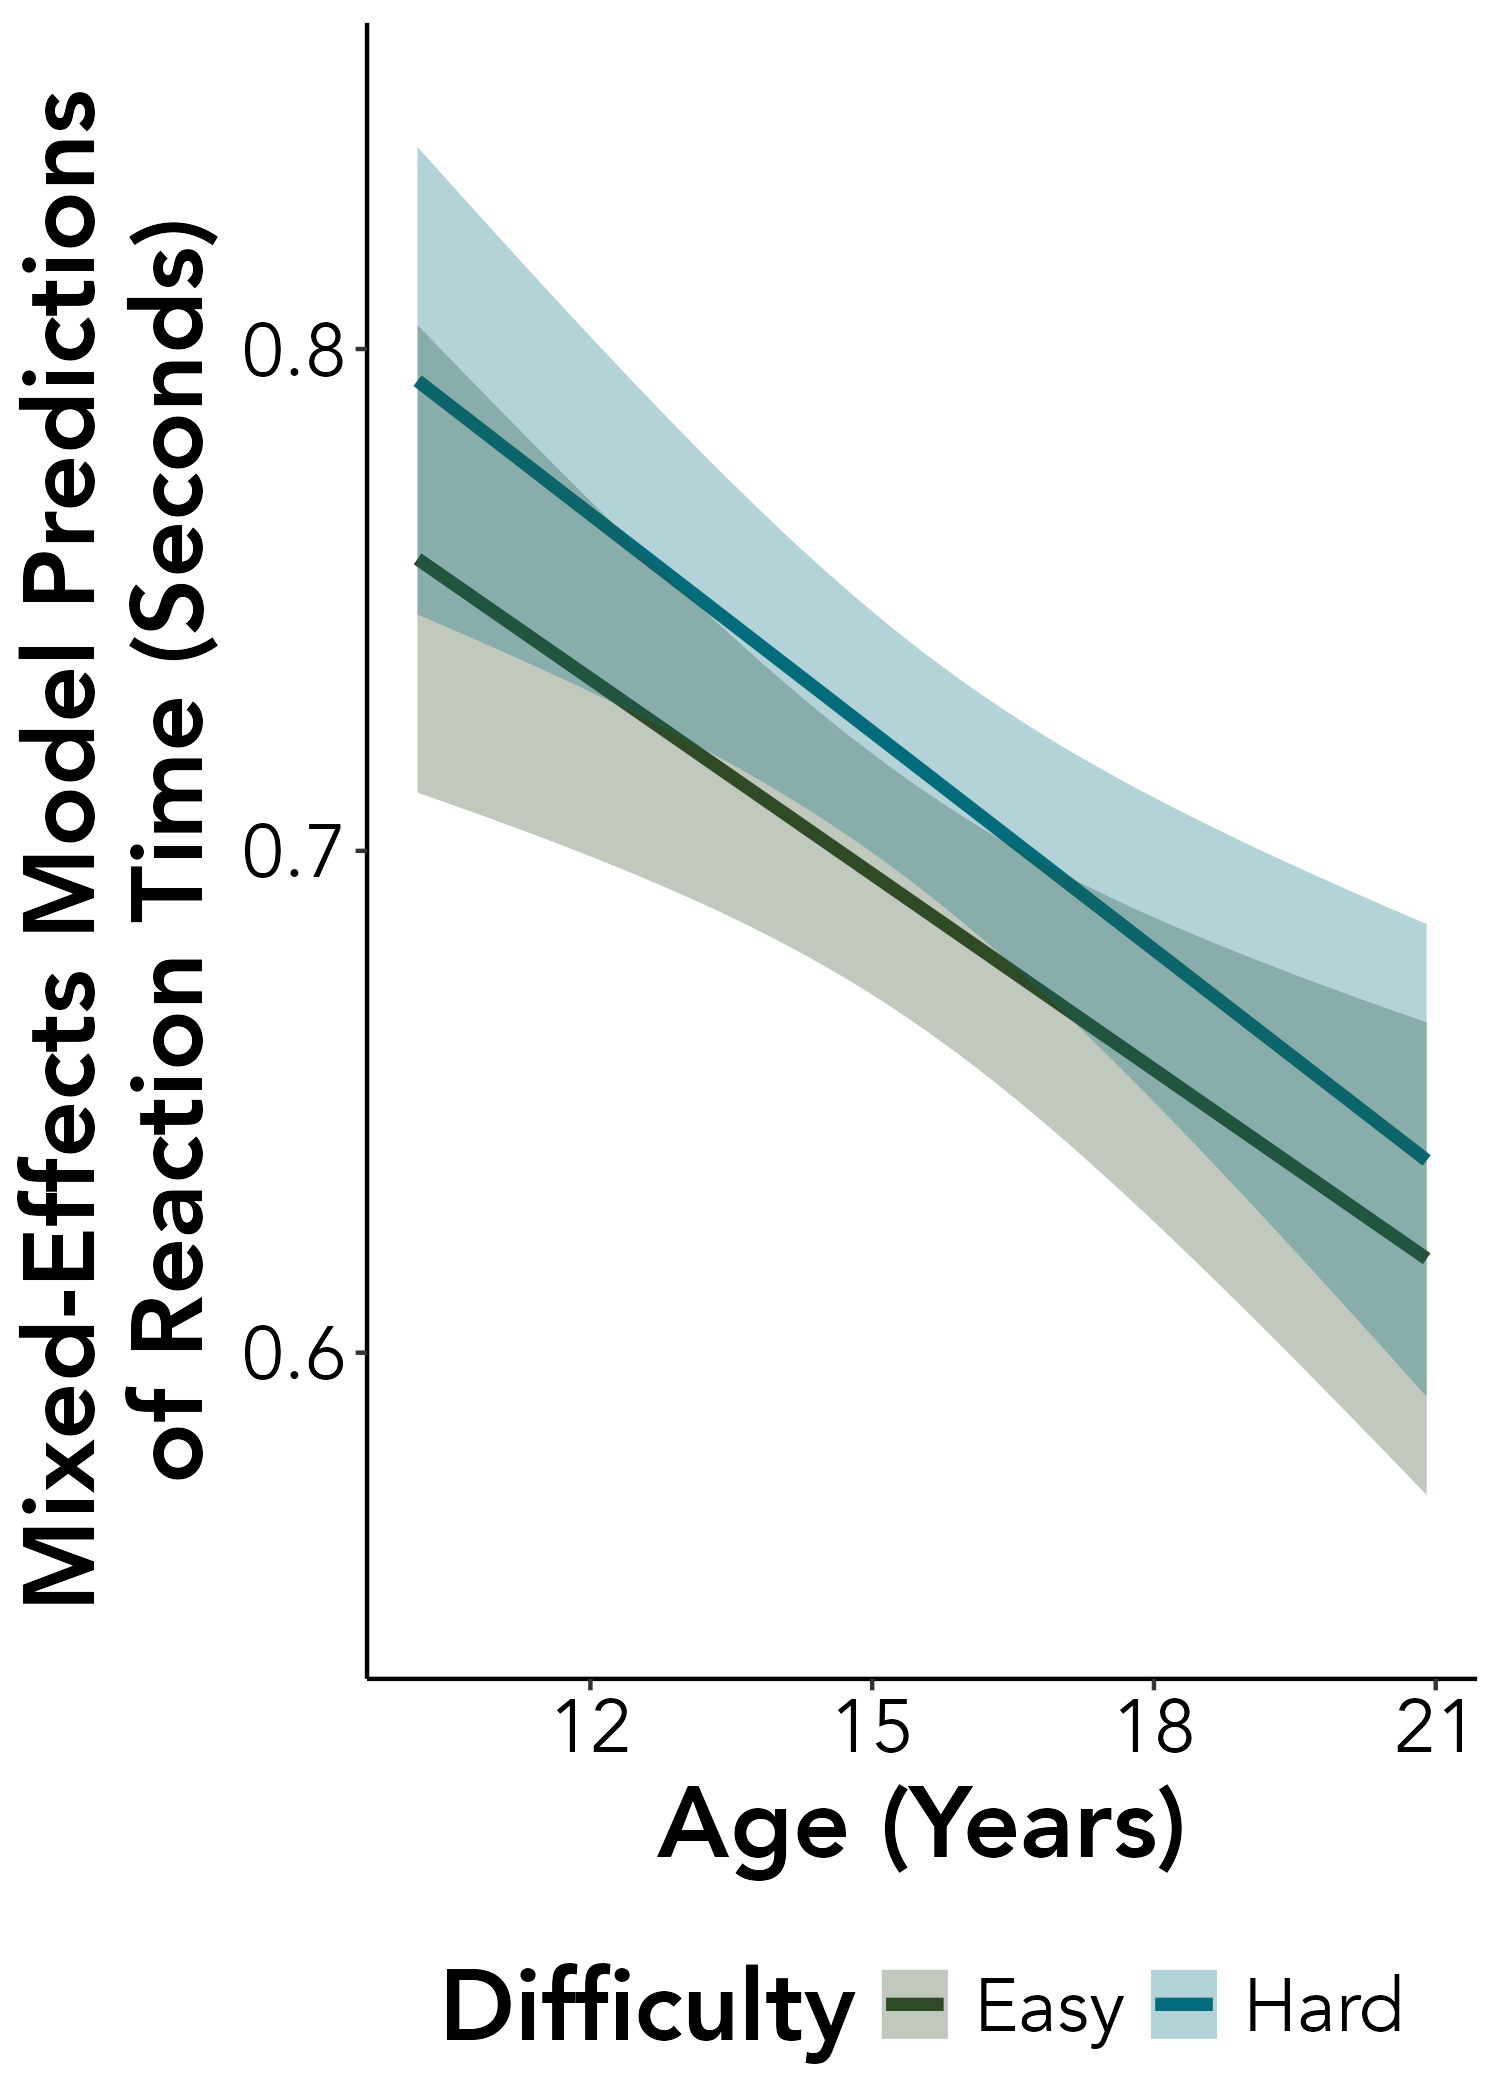 Mixed-Effects Model Predictions
of Reaction Time (Seconds)
0.8
0.7
0.6
12 15 18 21
Age (Years)
Difficulty Easy Hard